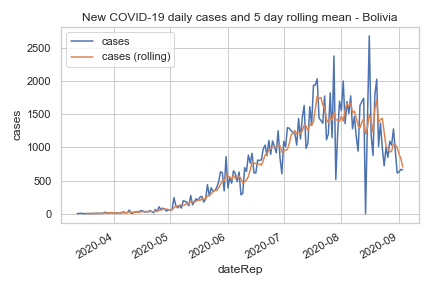 New COVID-19 daily cases and 5 day rolling mean - Bolivia
cases
cases (rolling)
2500
2000
1500
1000
500
0
cases
2020-04
2020-05
2020-06
2020-07
2020-08
2020-09
dateRep